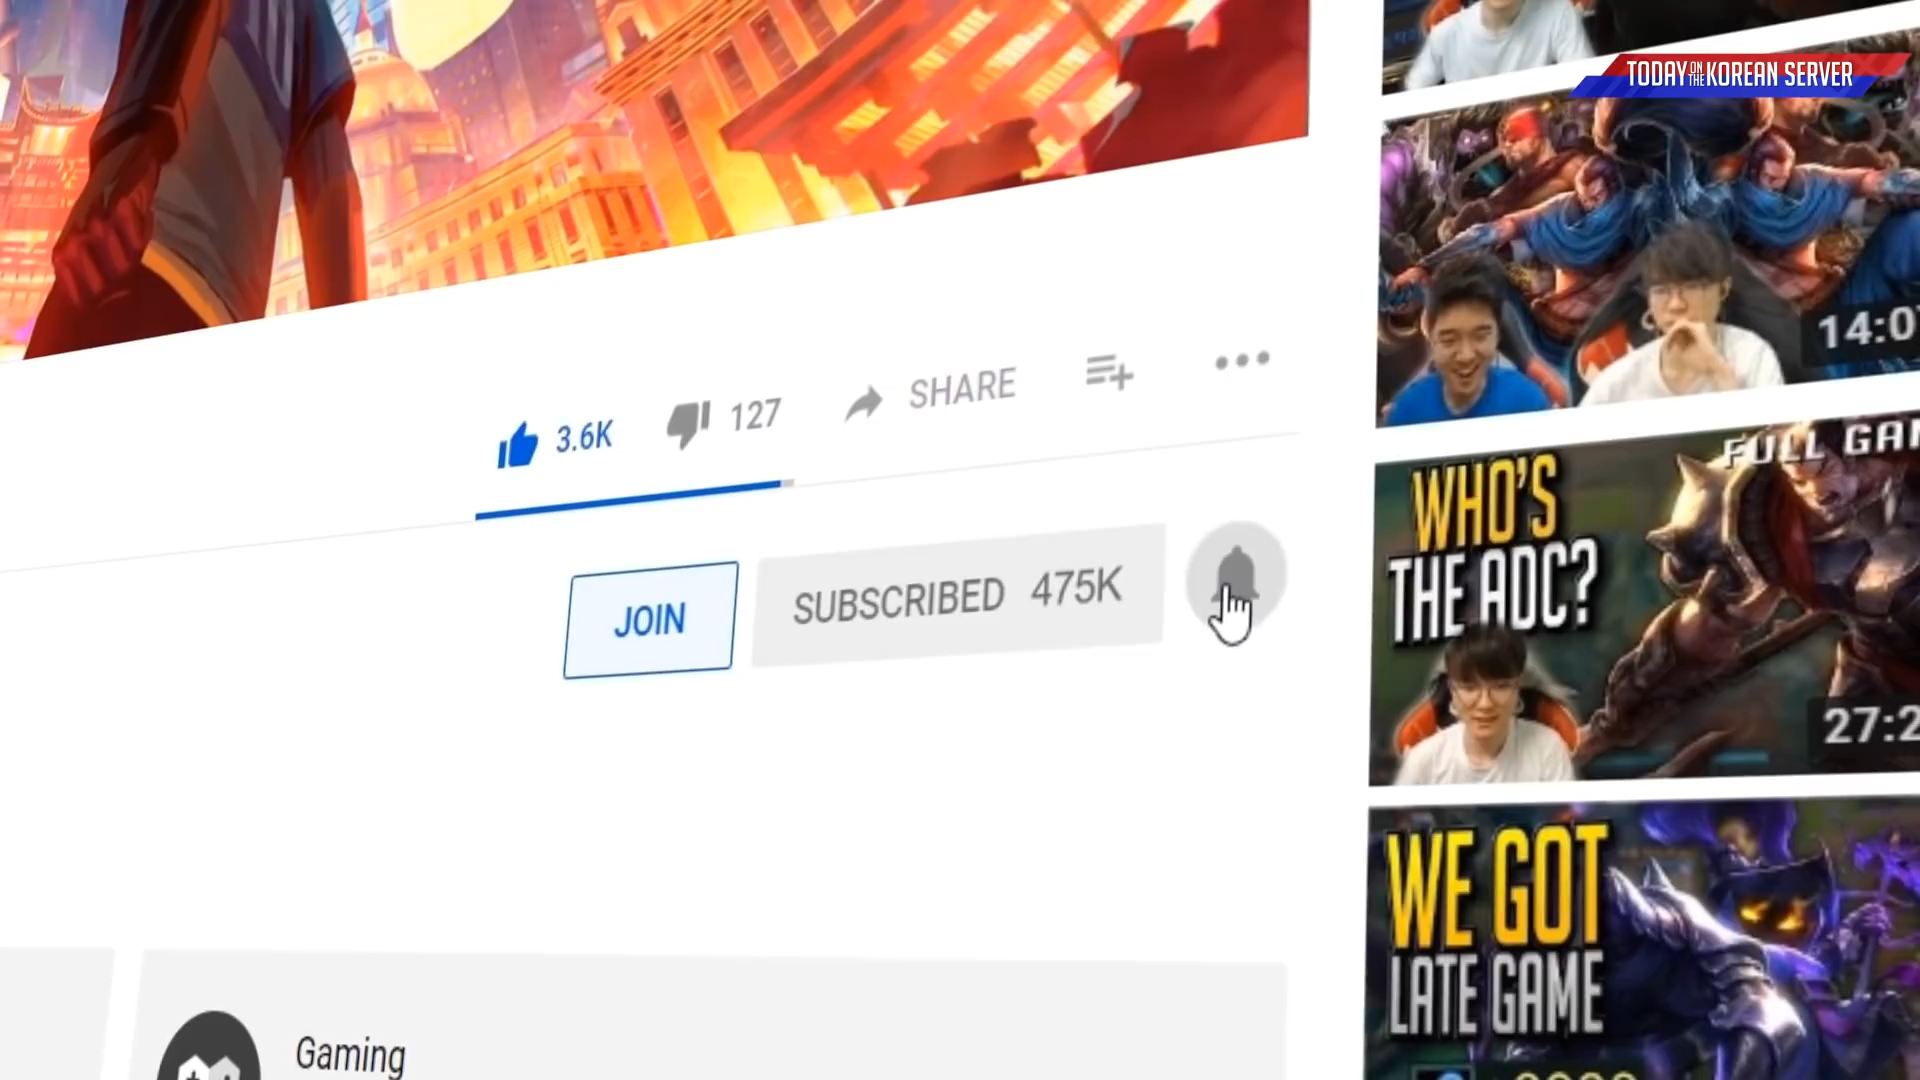 TODAY ON THE KOREAN SERVER
3.6K
127
SHARE
JOIN
SUBSCRIBED 475K
Gaming
14:0
FULL GAM
WHO'S
THE ADC?
27:2
WE GOT
LATE GAME